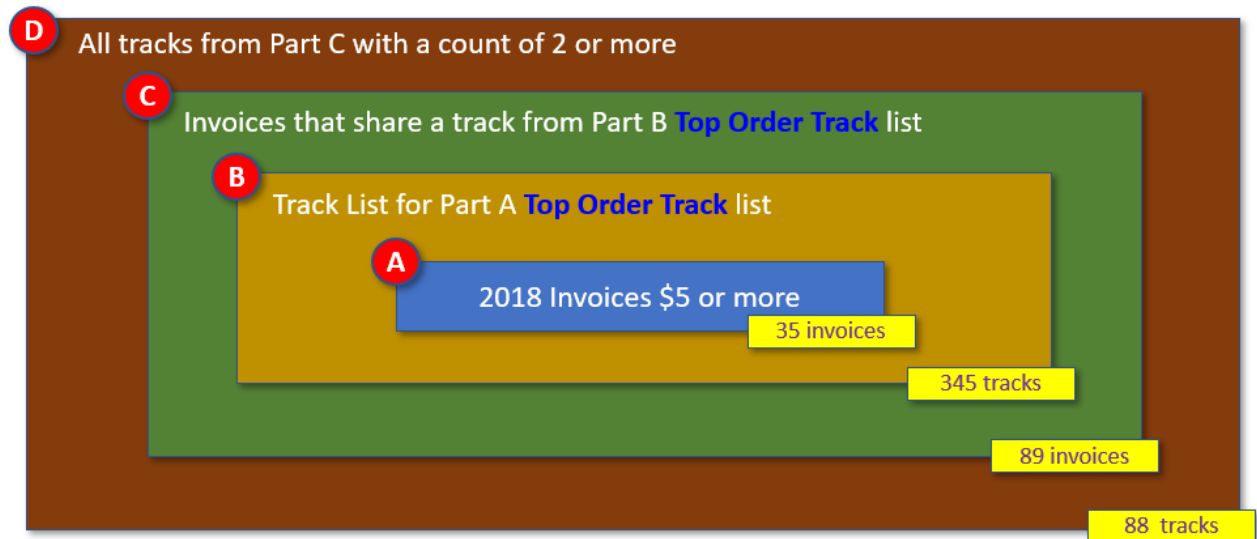 D
All tracks from Part C with a count of 2 or more
C
Invoices that share a track from Part B Top Order Track list
B
Track List for Part A Top Order Track list
A
2018 Invoices $5 or more
35 invoices
345 tracks
89 invoices
88 tracks